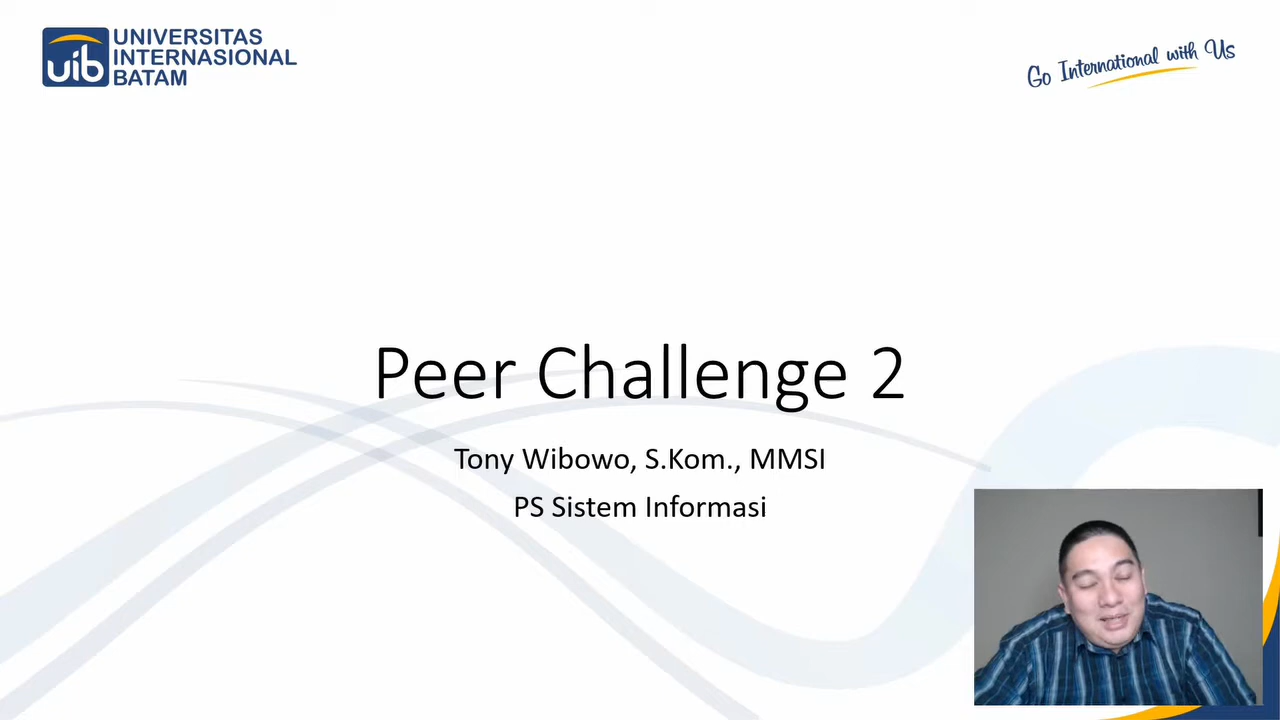 uib
UNIVERSITAS
INTERNASIONAL
BATAM
Go International with Us
Peer Challenge 2
Tony Wibowo, S.Kom., MMSI
PS Sistem Informasi